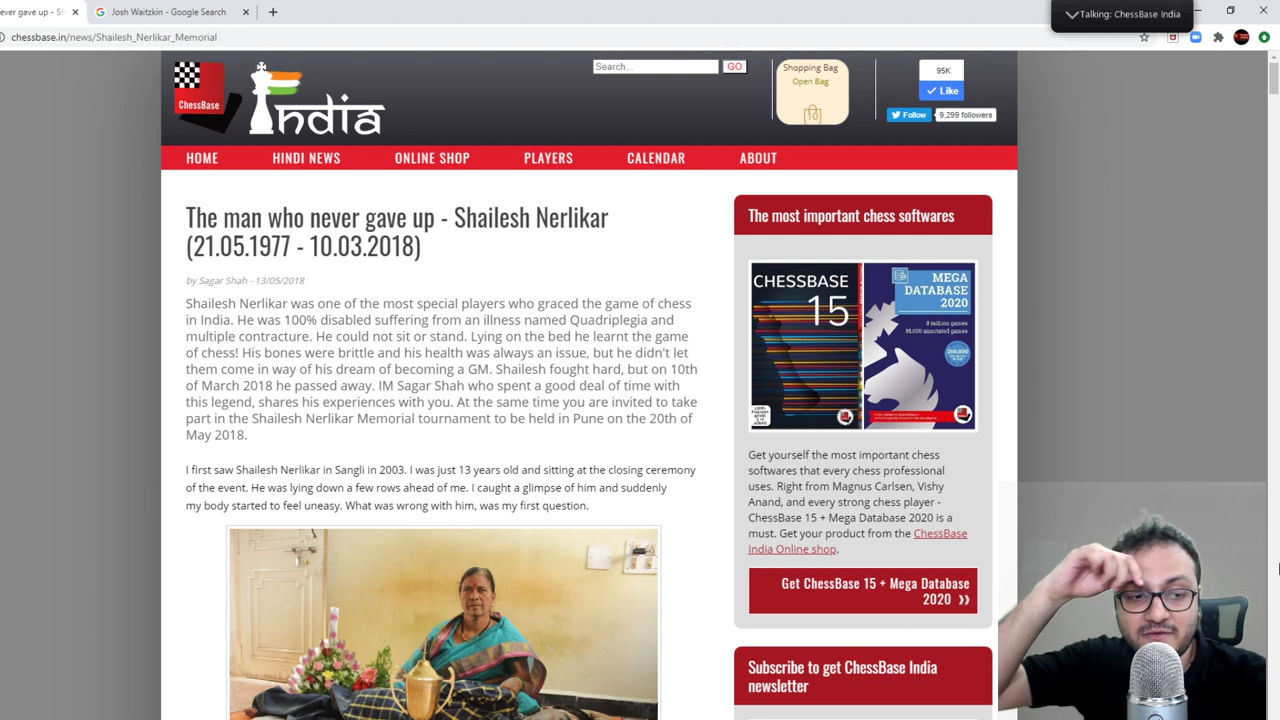 ever gave up - Sh
Josh Waitzkin - Google Search
Talking: ChessBase India
chessbase.in/news/Shailesh_Nerlikar_Memorial
ChessBase
India
Search...
GO
Shopping Bag
Open Bag
95K
Like
Follow
9,299 followers
HOME
HINDI NEWS
ONLINE SHOP
PLAYERS
CALENDAR
ABOUT
The man who never gave up - Shailesh Nerlikar
(21.05.1977 - 10.03.2018)
by Sagar Shah - 13/05/2018
Shailesh Nerlikar was one of the most special players who graced the game of chess
in India. He was 100% disabled suffering from an illness named Quadriplegia and
multiple contracture. He could not sit or stand. Lying on the bed he learnt the game
of chess! His bones were brittle and his health was always an issue, but he didn't let
them come in way of his dream of becoming a GM. Shailesh fought hard, but on 10th
of March 2018 he passed away. IM Sagar Shah who spent a good deal of time with
this legend, shares his experiences with you. At the same time you are invited to take
part in the Shailesh Nerlikar Memorial tournament to be held in Pune on the 20th of
May 2018.
I first saw Shailesh Nerlikar in Sangli in 2003. I was just 13 years old and sitting at the closing ceremony
of the event. He was lying down a few rows ahead of me. I caught a glimpse of him and suddenly
my body started to feel uneasy. What was wrong with him, was my first question.
The most important chess softwares
CHESSBASE
15
MEGA
DATABASE
2020
8 million games
85,000 annotated games
250,000
Get yourself the most important chess
softwares that every chess professional
uses. Right from Magnus Carlsen, Vishy
Anand, and every strong chess player -
ChessBase 15 + Mega Database 2020 is a
must. Get your product from the ChessBase
India Online shop.
Get ChessBase 15 + Mega Database
2020 »
Subscribe to get ChessBase India
newsletter